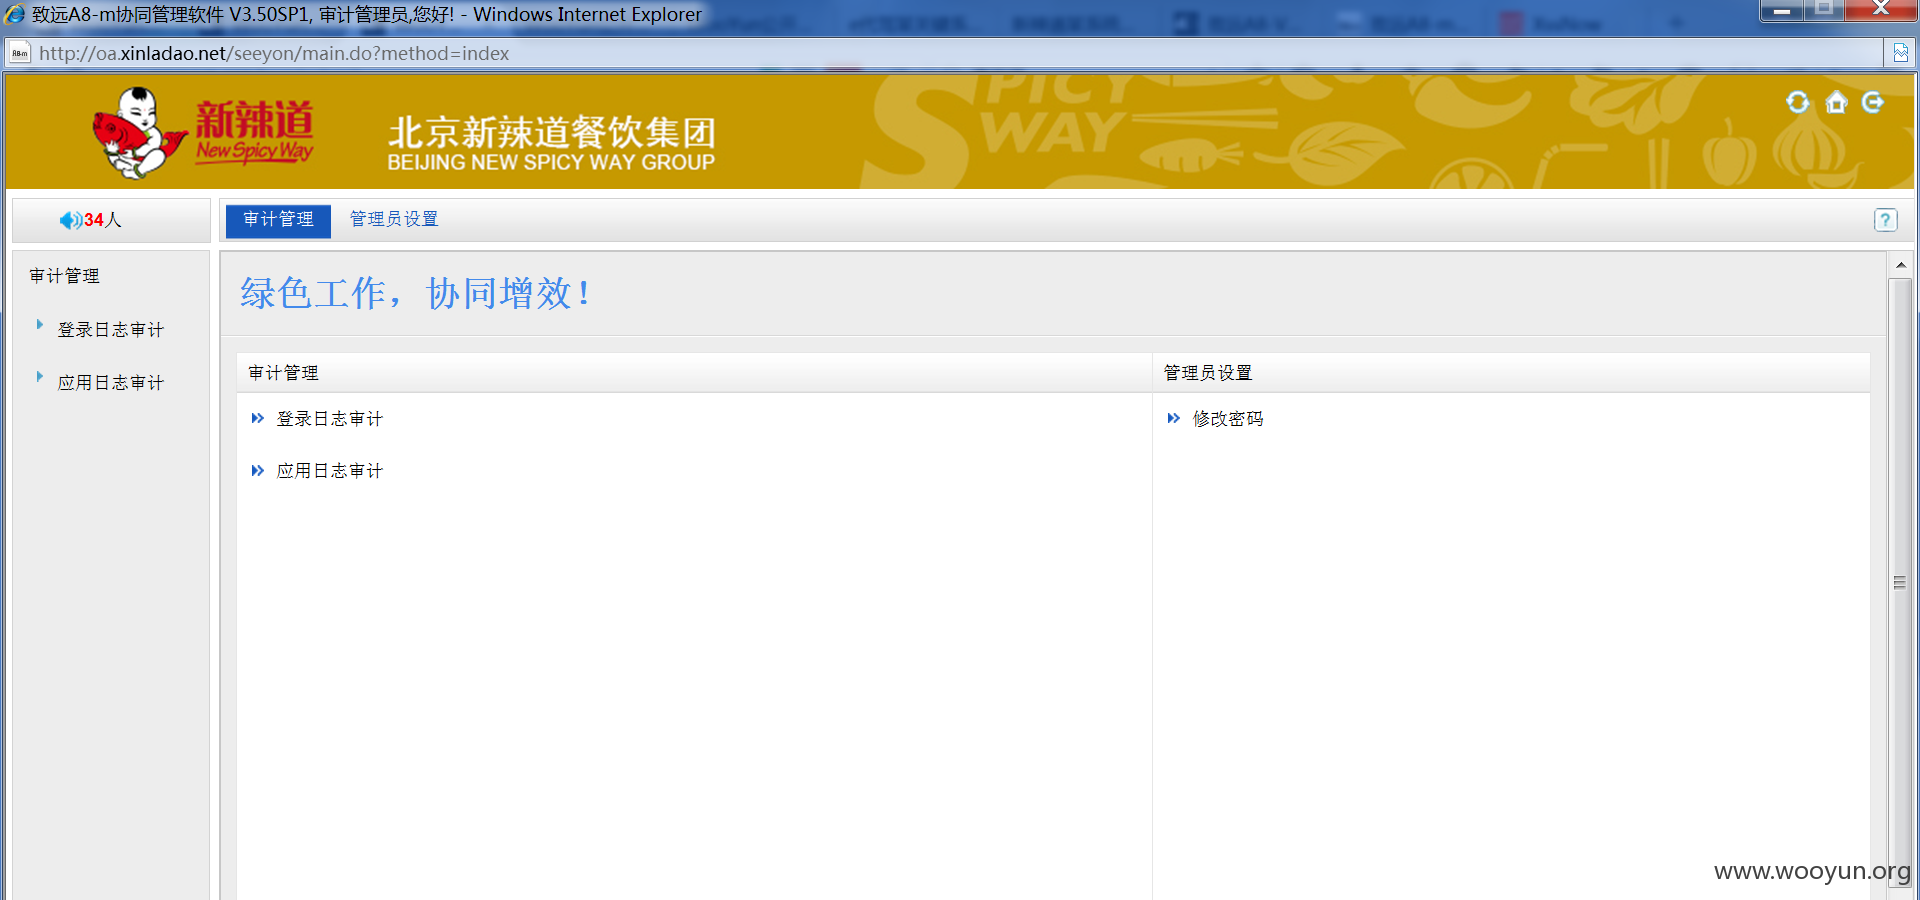 致远A8-m协同管理软件 V3.50SP1, 审计管理员,您好! - Windows Internet Explorer
A8-m
http://oa.xinladao.net/seeyon/main.do?method=index
新辣道
New Spicy Way
北京新辣道餐饮集团
BEIJING NEW SPICY WAY GROUP
SPICY
WAY
34人
审计管理
管理员设置
?
审计管理
登录日志审计
应用日志审计
绿色工作，协同增效！
审计管理
管理员设置
登录日志审计
修改密码
应用日志审计
www.wooyun.org